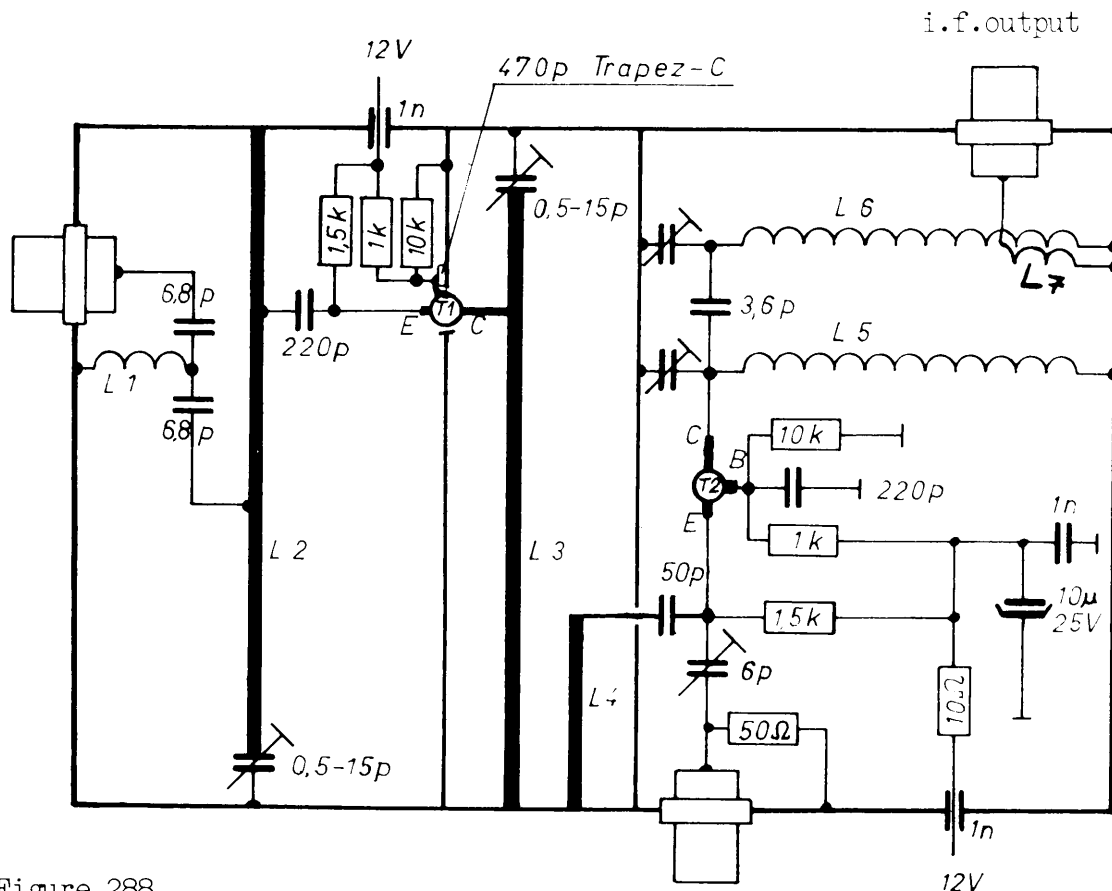 i.f.output
12V
470p Trapez-C
1n
0,5-15p
L 6
L7
1,5k
1k
10k
6,8p
3,6p
T1
E
C
220p
L 5
L 1
6,8p
C
10k
B
T2
220p
E
1n
L 2
L 3
1k
50p
10µ
25V
1,5k
6p
L4
10Ω
50Ω
0,5-15p
1n
Figure 288
12V